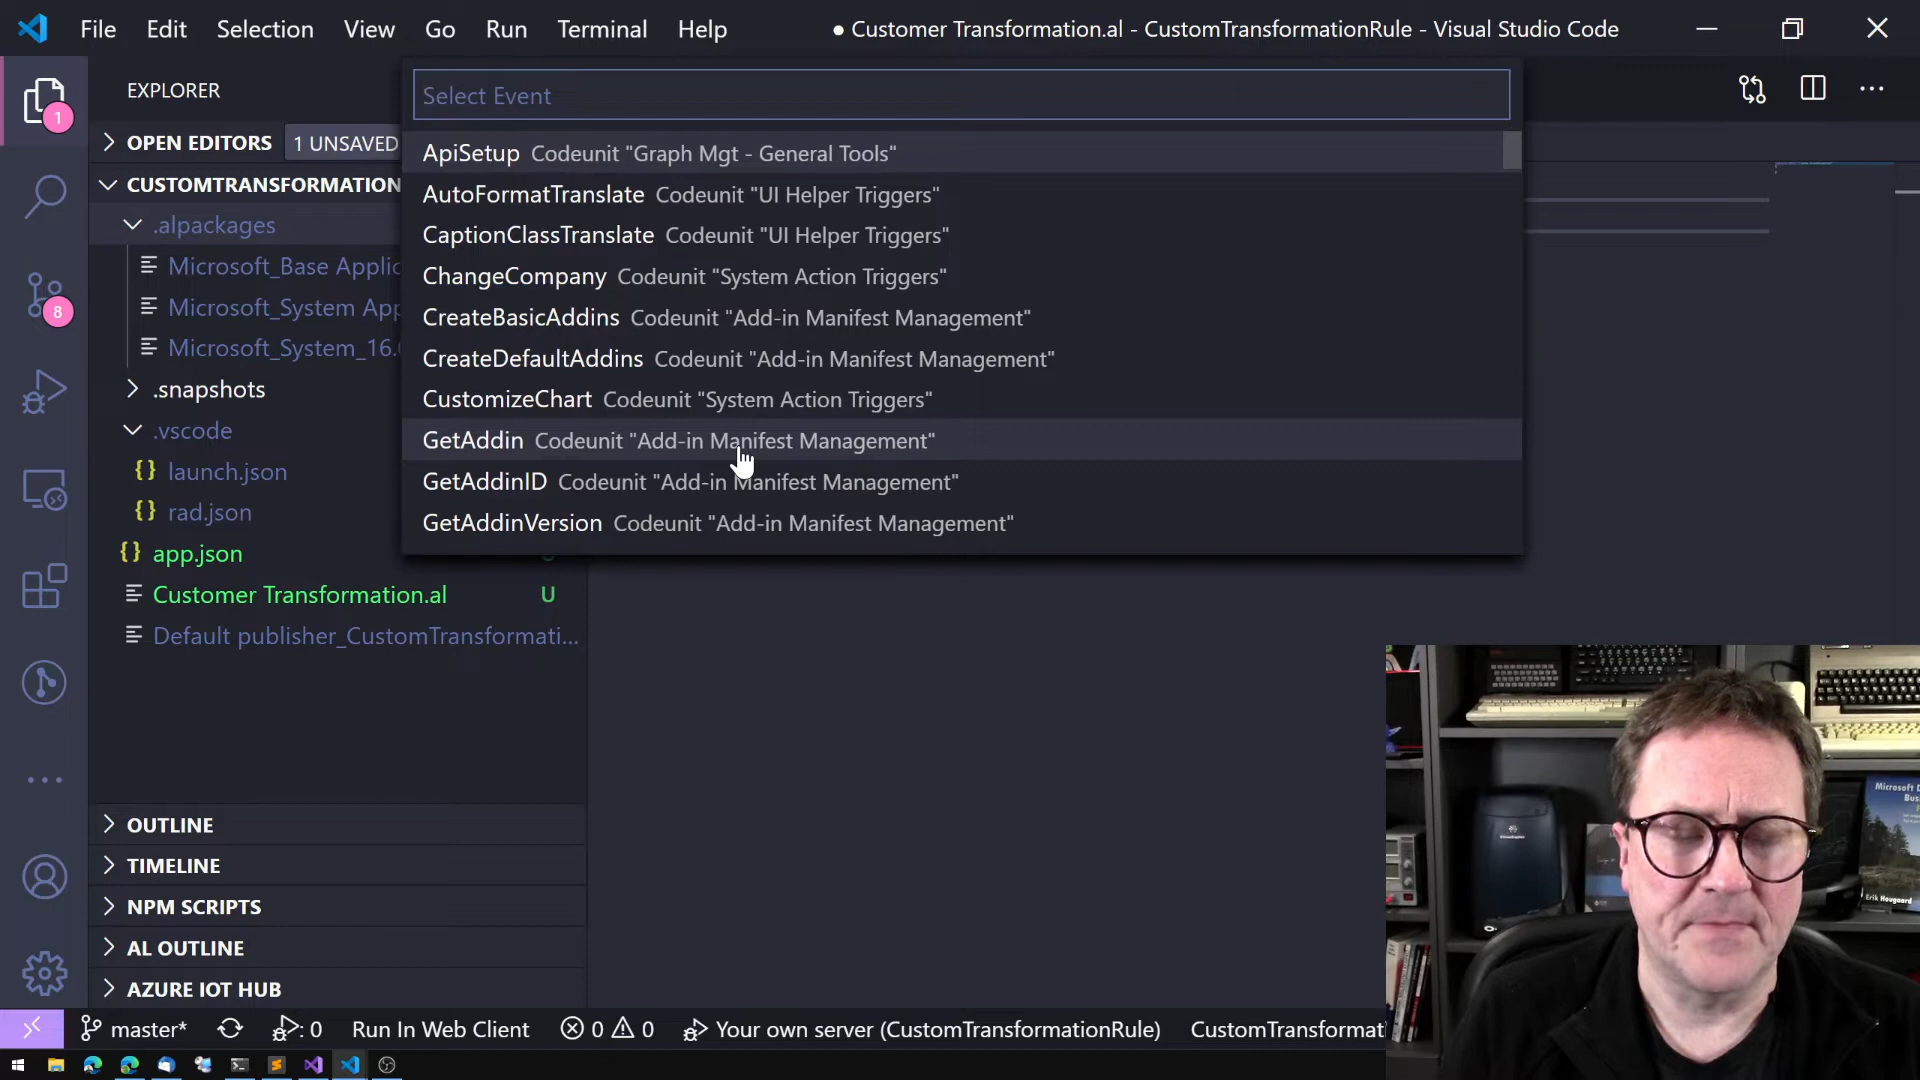 File Edit Selection View Go Run Terminal Help ● Customer Transformation.al - CustomTransformationRule - Visual Studio Code
EXPLORER
1
OPEN EDITORS 1 UNSAVED
CUSTOMTRANSFORMATION
.alpackages
Microsoft_Base Applic
Microsoft_System App
8
Microsoft_System_16.
.snapshots
.vscode
{} launch.json
{} rad.json
{} app.json
Customer Transformation.al U
Default publisher_CustomTransformati...
OUTLINE
TIMELINE
NPM SCRIPTS
AL OUTLINE
AZURE IOT HUB
Select Event
ApiSetup Codeunit "Graph Mgt - General Tools"
AutoFormatTranslate Codeunit "UI Helper Triggers"
CaptionClassTranslate Codeunit "UI Helper Triggers"
ChangeCompany Codeunit "System Action Triggers"
CreateBasicAddins Codeunit "Add-in Manifest Management"
CreateDefaultAddins Codeunit "Add-in Manifest Management"
CustomizeChart Codeunit "System Action Triggers"
GetAddin Codeunit "Add-in Manifest Management"
GetAddinID Codeunit "Add-in Manifest Management"
GetAddinVersion Codeunit "Add-in Manifest Management"
Microsoft D
Bus
Erik Hougaard
master* 0 Run In Web Client 0 0 Your own server (CustomTransformationRule) CustomTransformat